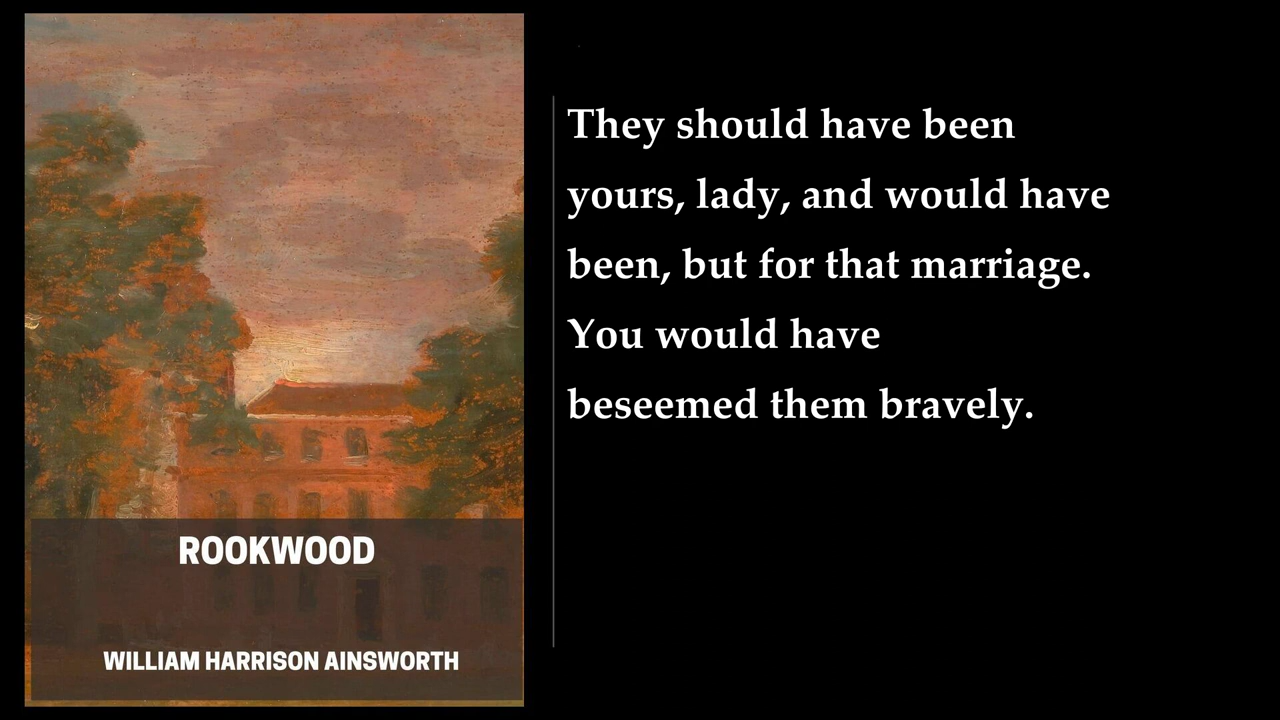 ROOKWOOD
WILLIAM HARRISON AINSWORTH
They should have been
yours, lady, and would have
been, but for that marriage.
You would have
beseemed them bravely.